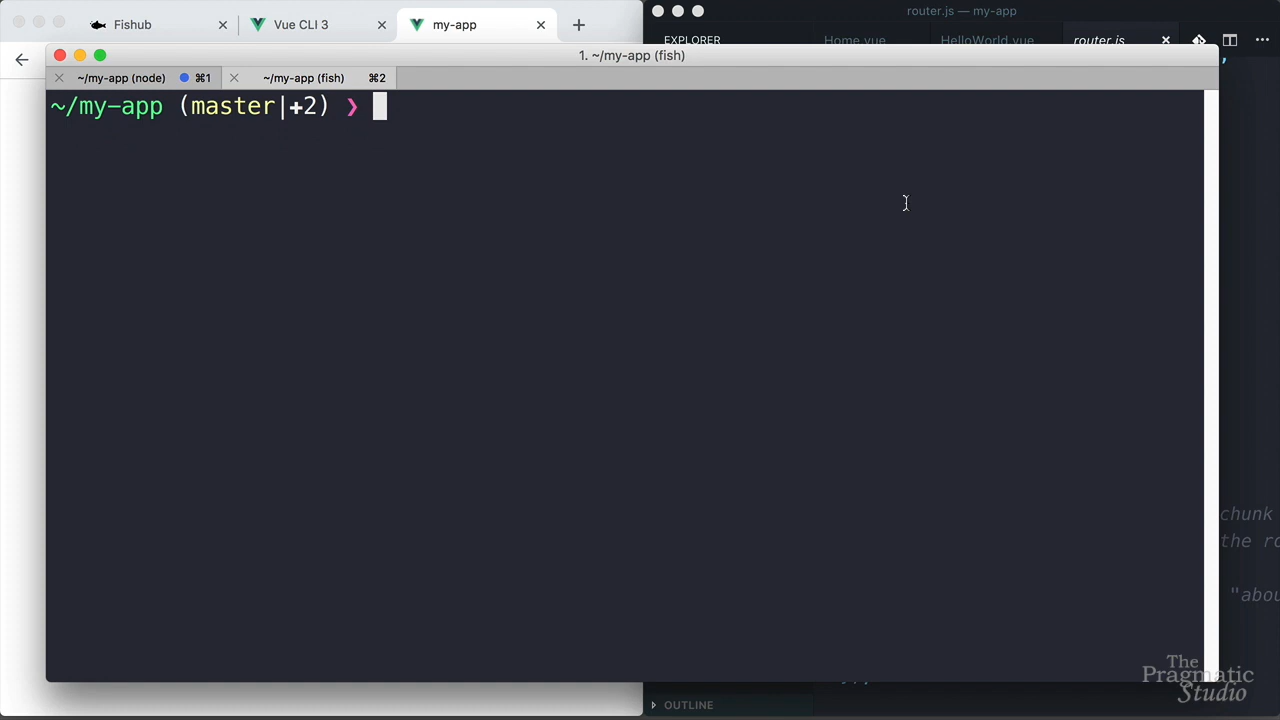 Fishub
Vue CLI 3
my-app
router.js — my-app
EXPLORER
Home.vue
HelloWorld.vue
router.js
1. ~/my-app (fish)
~/my-app (node)
⌘1
~/my-app (fish)
⌘2
~/my-app (master|+2) ❯
chunk
the ro
"abou
OUTLINE
The
Pragmatic
Studio